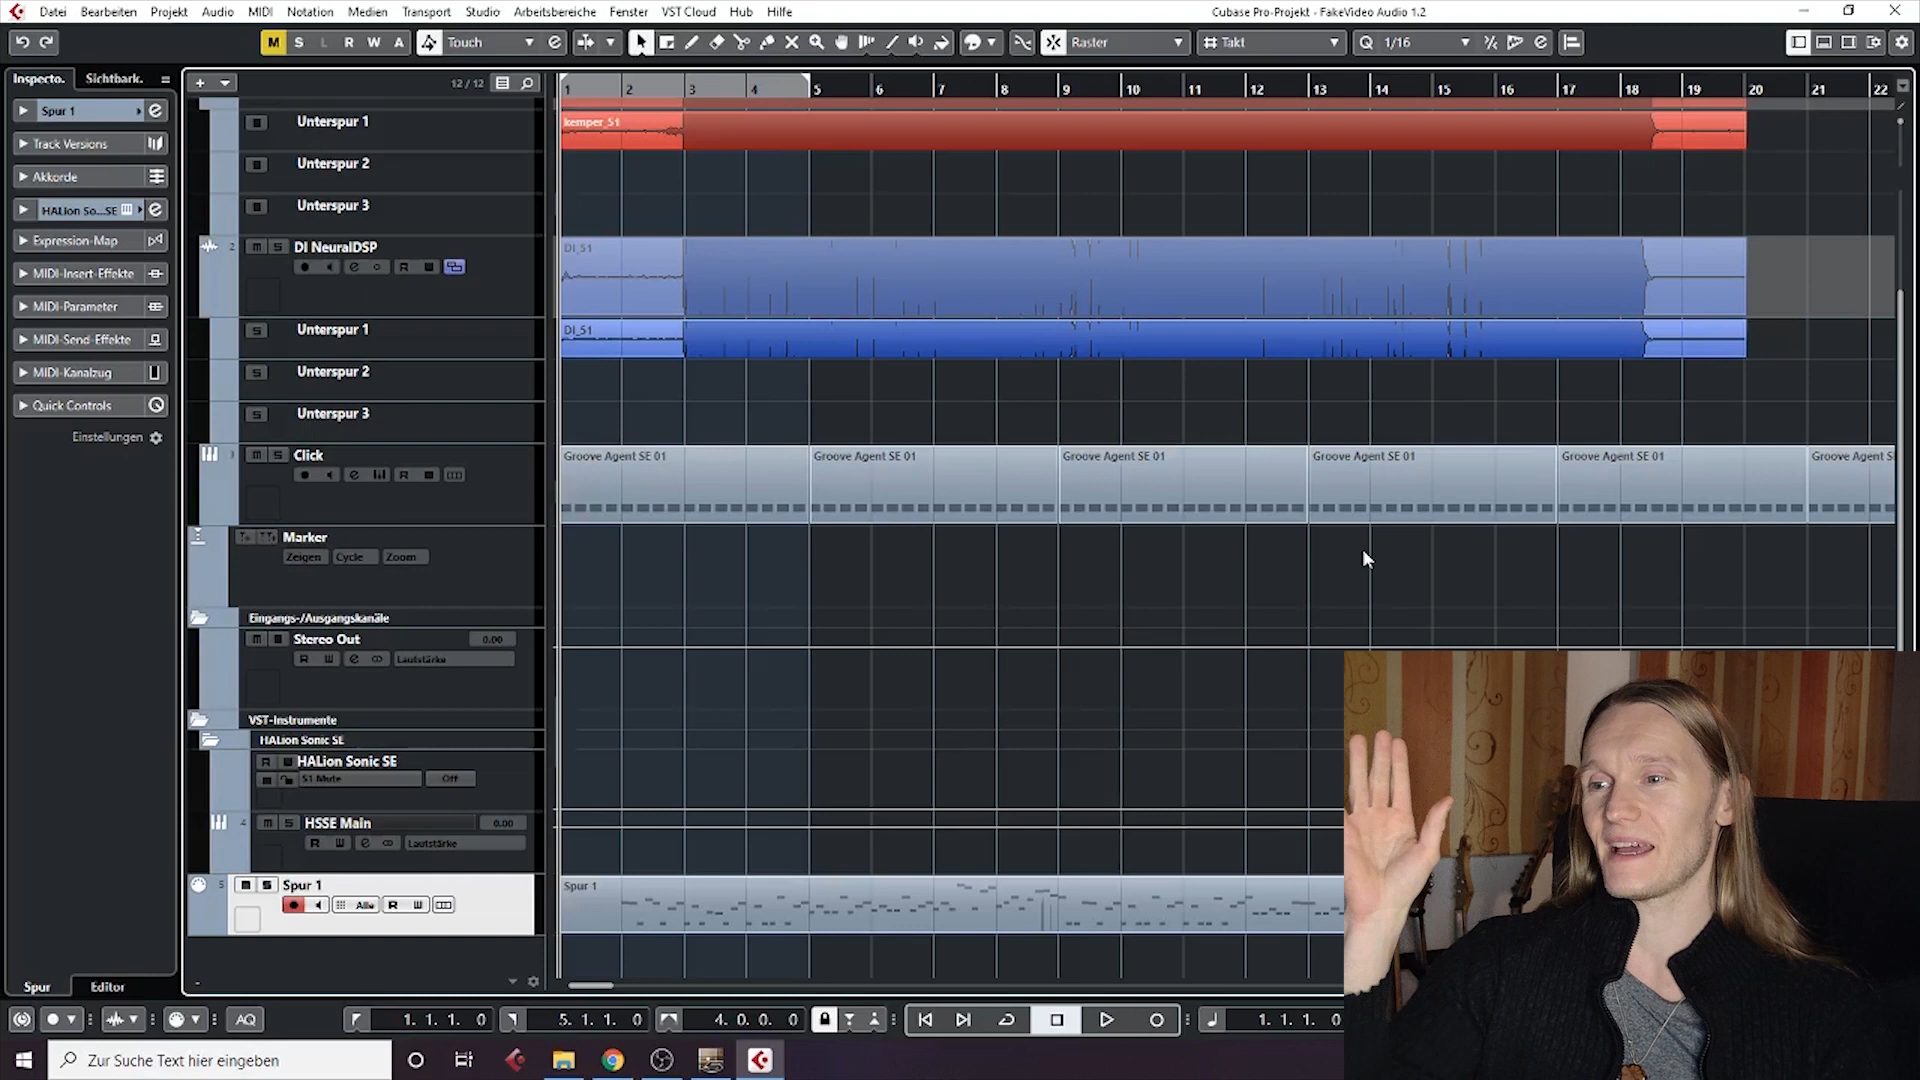 Datei Bearbeiten Projekt Audio MIDI Notation Medien Transport Studio Arbeitsbereiche Fenster VST Cloud Hub Hilfe
Cubase Pro-Projekt - FakeVideo Audio 1.2
M S L R W A Touch Raster Takt Q 1/16
Inspecto. Sichtbark. 12 / 12
1 2 3 4 5 6 7 8 9 10 11 12 13 14 15 16 17 18 19 20 21 22
Spur 1
Track Versions
Akkorde
HALion So...SE
Expression-Map
MIDI-Insert-Effekte
MIDI-Parameter
MIDI-Send-Effekte
MIDI-Kanalzug
Quick Controls
Einstellungen
Unterspur 1
kemper_51
Unterspur 2
Unterspur 3
2 m S DI NeuralDSP
DI_51
R
S Unterspur 1
DI_51
S Unterspur 2
S Unterspur 3
3 m S Click
R
Groove Agent SE 01 Groove Agent SE 01 Groove Agent SE 01 Groove Agent SE 01 Groove Agent SE 01 Groove Agent S
Marker
Zeigen Cycle Zoom
Eingangs-/Ausgangskanäle
m Stereo Out 0.00
R Lautstärke
VST-Instrumente
HALion Sonic SE
R HALion Sonic SE
S1 Mute Off
4 m S HSSE Main 0.00
R Lautstärke
5 m S Spur 1
Alle R
Spur 1
Spur Editor
AQ 1. 1. 1. 0 5. 1. 1. 0 4. 0. 0. 0 1. 1. 1. 0
Zur Suche Text hier eingeben